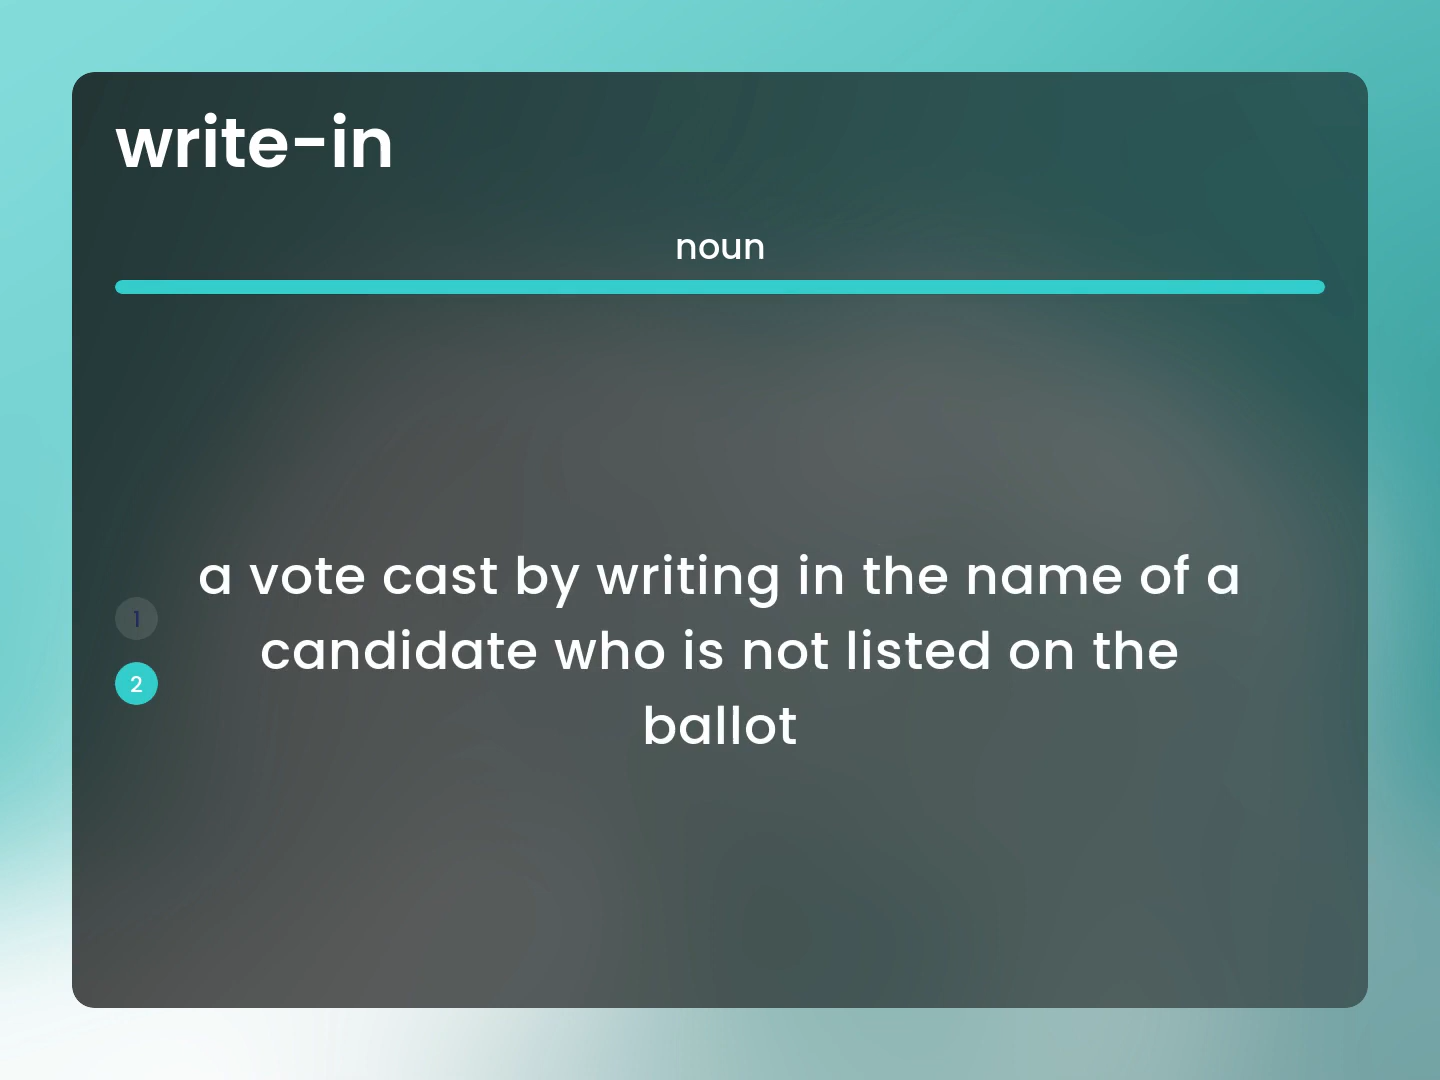 write-in
noun
a vote cast by writing in the name of a
candidate who is not listed on the
ballot
1
2